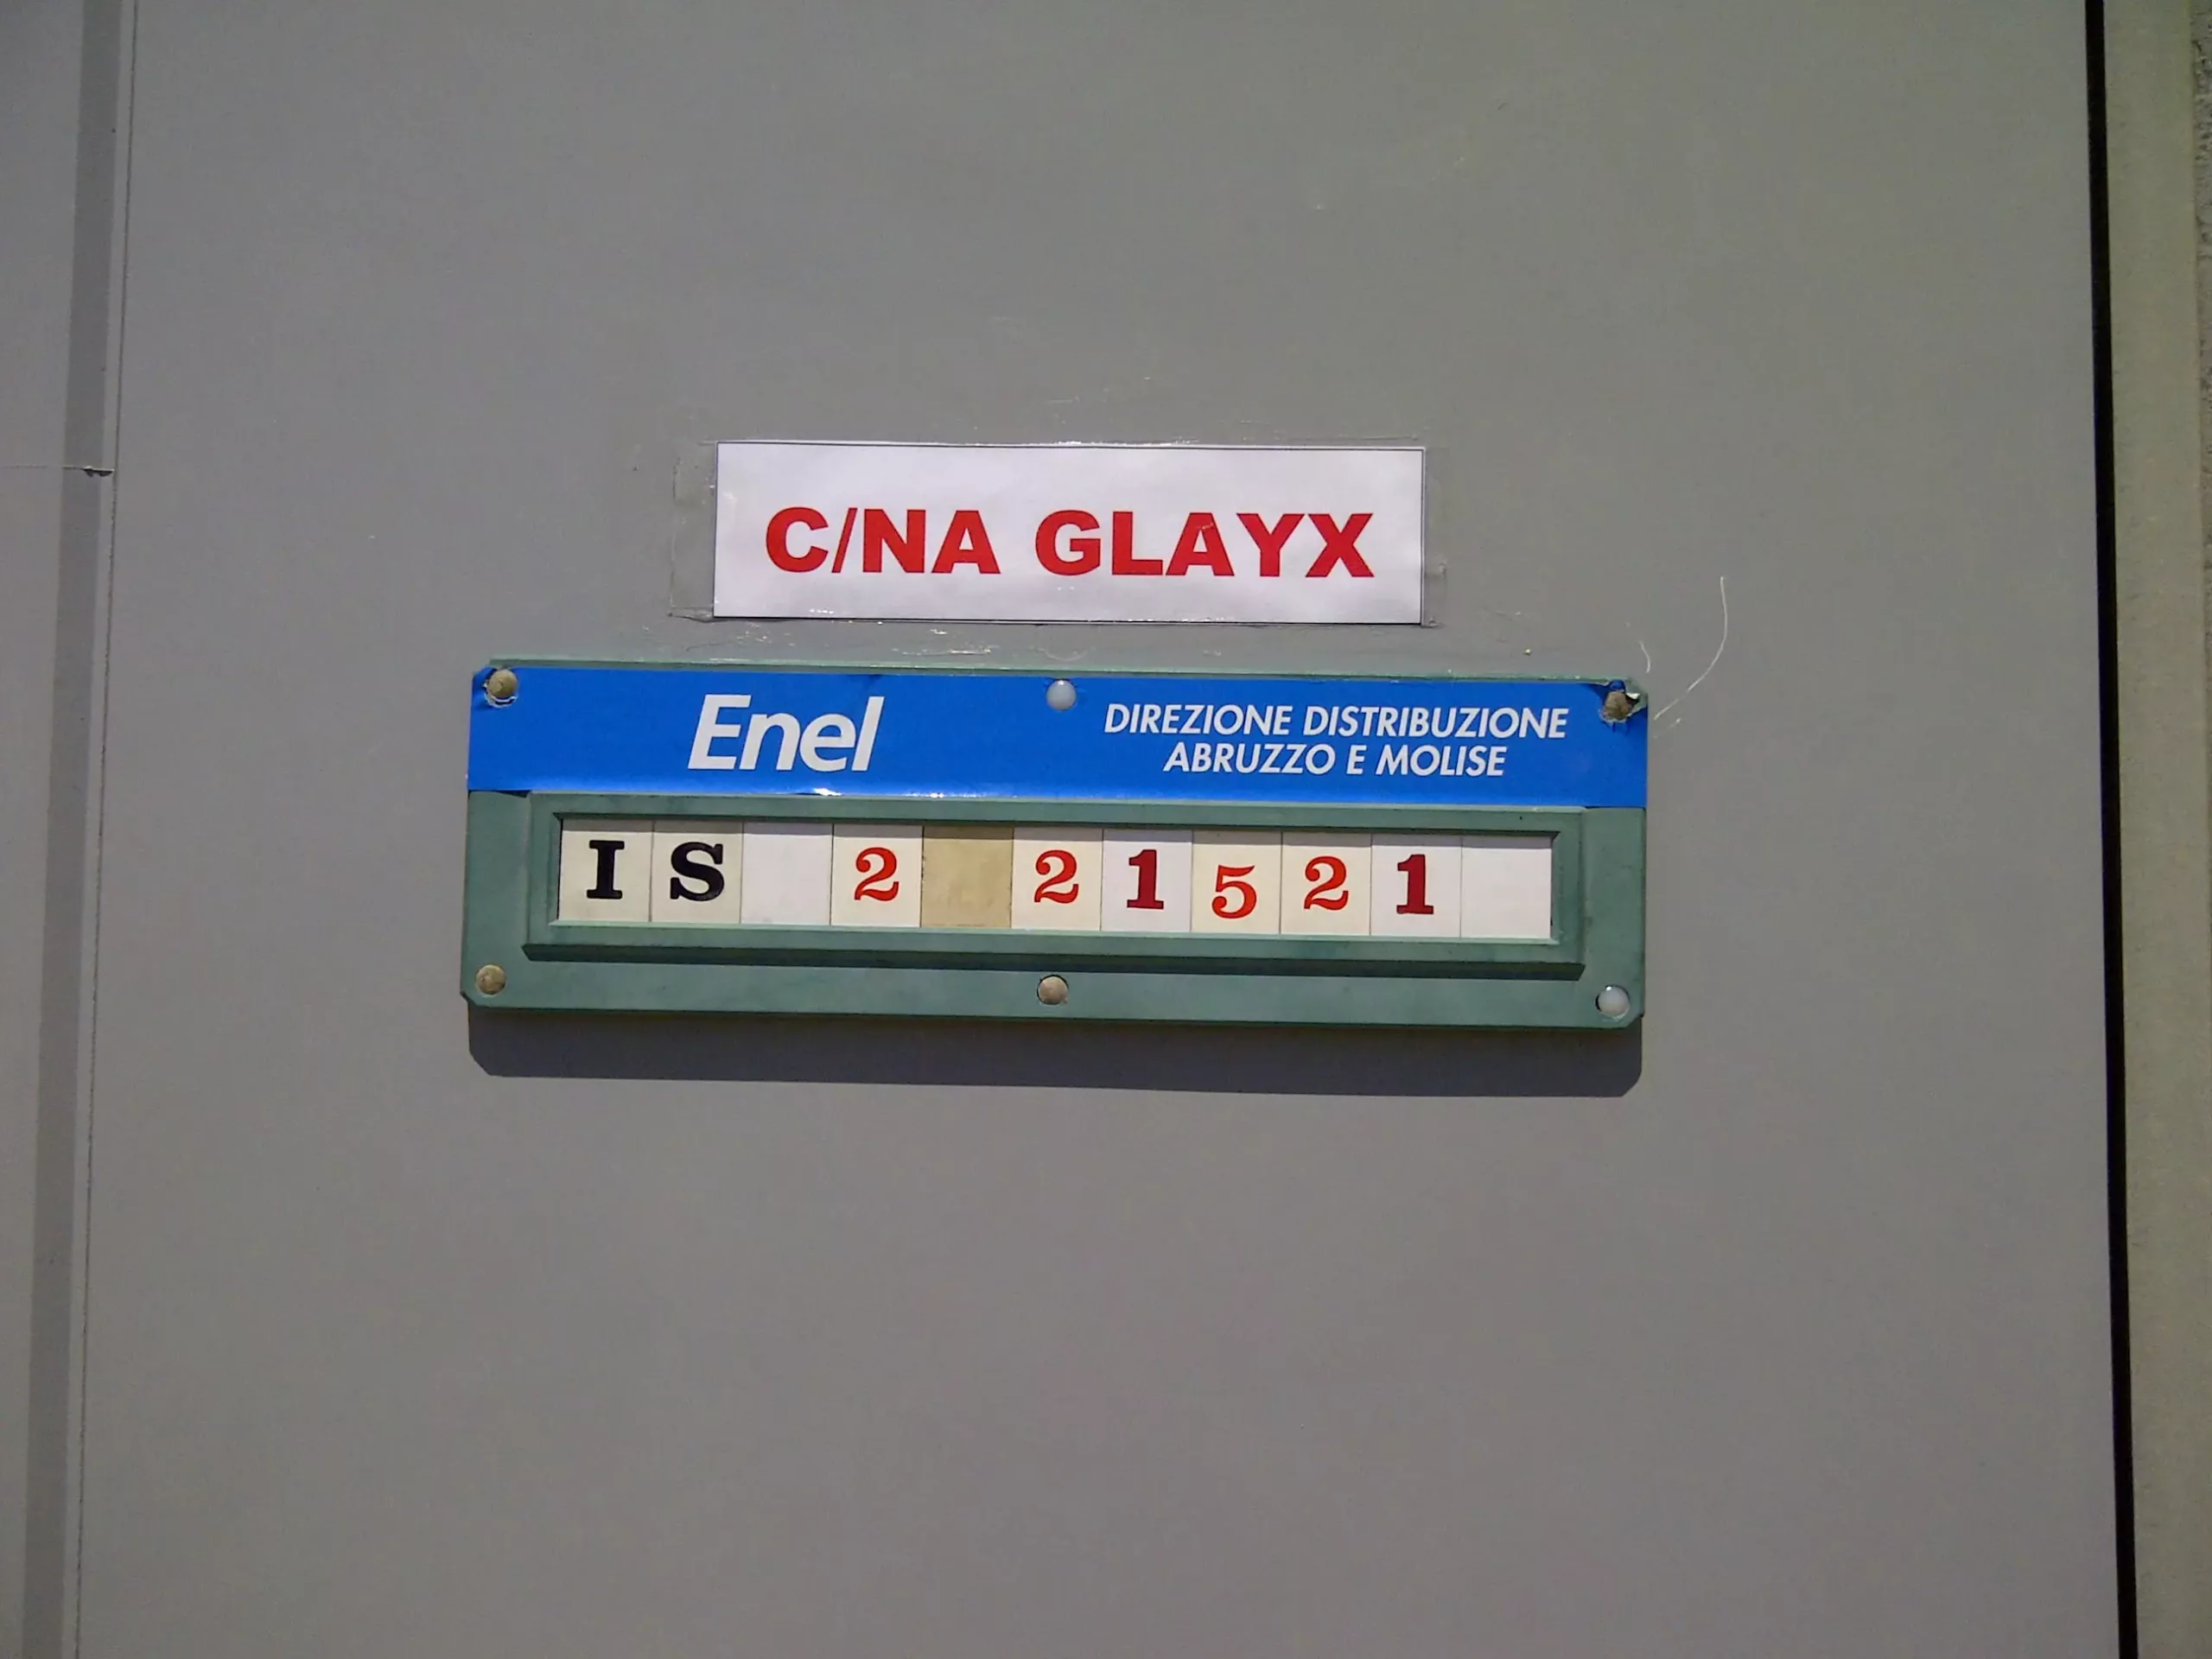 C/NA GLAYX
Enel
DIREZIONE DISTRIBUZIONE
ABRUZZO E MOLISE
IS 2 21521